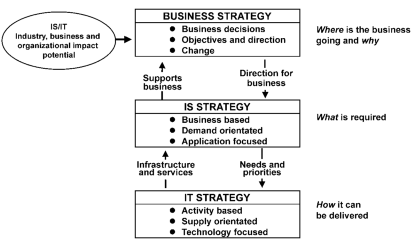 IS/IT
Industry, business and
organizational impact
potential
BUSINESS STRATEGY
● Business decisions
● Objectives and direction
● Change
Where is the business
going and why
Supports
business
Direction for
business
IS STRATEGY
● Business based
● Demand orientated
● Application focused
What is required
Infrastructure
and services
Needs and
priorities
IT STRATEGY
● Activity based
● Supply orientated
● Technology focused
How it can
be delivered